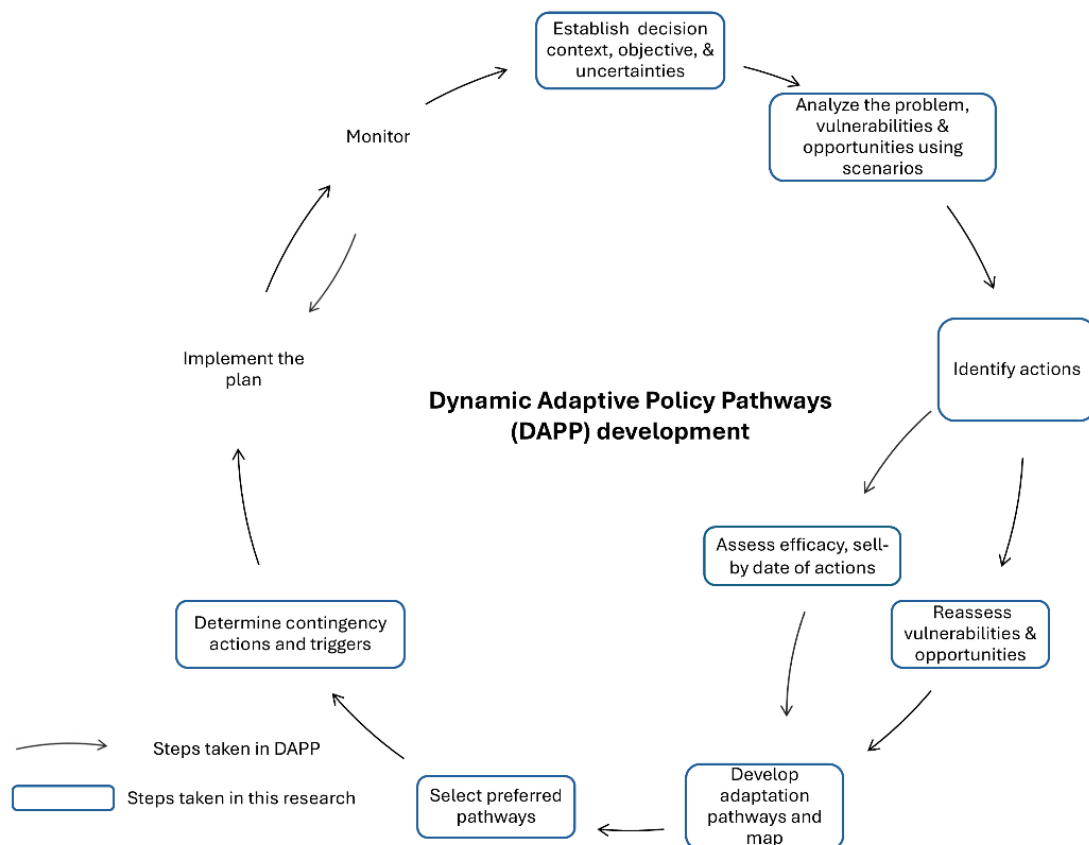 Establish decision
context, objective, &
uncertainties
Analyze the problem,
vulnerabilities &
opportunities using
scenarios
Monitor
Identify actions
Implement the
plan
Dynamic Adaptive Policy Pathways
(DAPP) development
Assess efficacy, sell-
by date of actions
Reassess
vulnerabilities &
opportunities
Determine contingency
actions and triggers
Develop
adaptation
pathways and
map
Select preferred
pathways
Steps taken in DAPP
Steps taken in this research